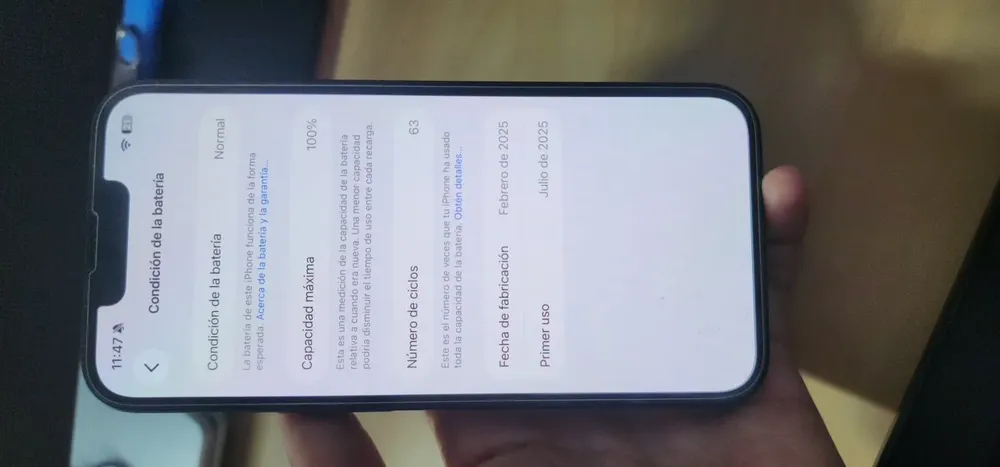 11:47
Condición de la batería
Condición de la batería Normal
La batería de este iPhone funciona de la forma
esperada. Acerca de la batería y la garantía...
Capacidad máxima 100%
Esta es una medición de la capacidad de la batería
relativa a cuando era nueva. Una menor capacidad
podría disminuir el tiempo de uso entre cada recarga.
Número de ciclos 63
Este es el número de veces que tu iPhone ha usado
toda la capacidad de la batería. Obtén detalles...
Fecha de fabricación Febrero de 2025
Primer uso Julio de 2025